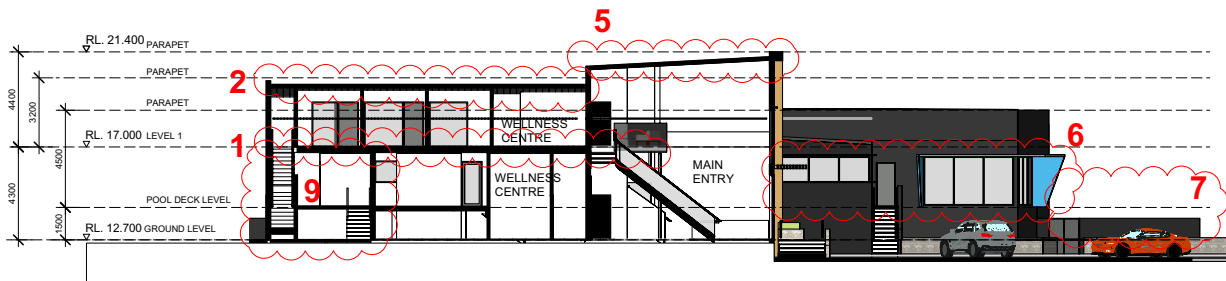 5
RL. 21.400 PARAPET
PARAPET
2
4400
3200
PARAPET
WELLNESS
CENTRE
RL. 17.000 LEVEL 1
1
6
4500
9
WELLNESS
CENTRE
MAIN
ENTRY
7
4300
POOL DECK LEVEL
1500
RL. 12.700 GROUND LEVEL